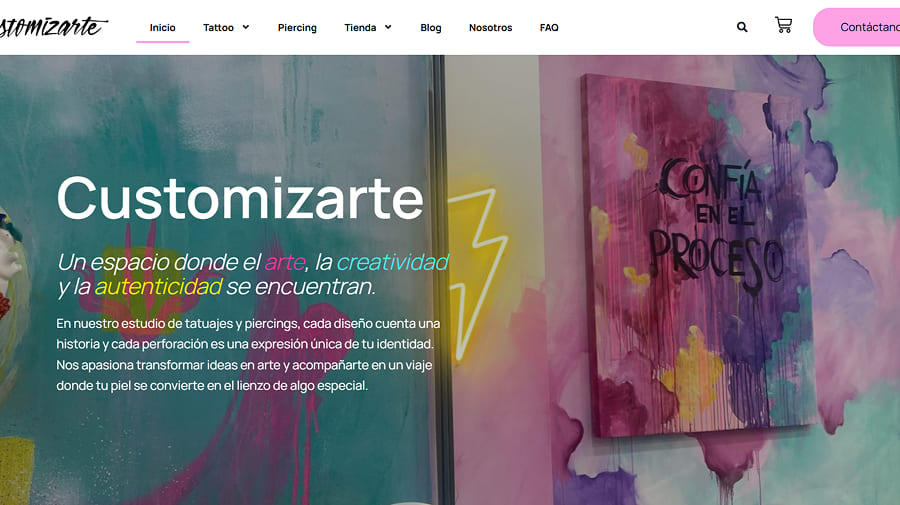 stomizarte
Inicio
Tattoo
Piercing
Tienda
Blog
Nosotros
FAQ
Contáctano
Customizarte
Un espacio donde el arte, la creatividad
y la autenticidad se encuentran.
En nuestro estudio de tatuajes y piercings, cada diseño cuenta una
historia y cada perforación es una expresión única de tu identidad.
Nos apasiona transformar ideas en arte y acompañarte en un viaje
donde tu piel se convierte en el lienzo de algo especial.
CONFÍA
EN EL
PROCESO